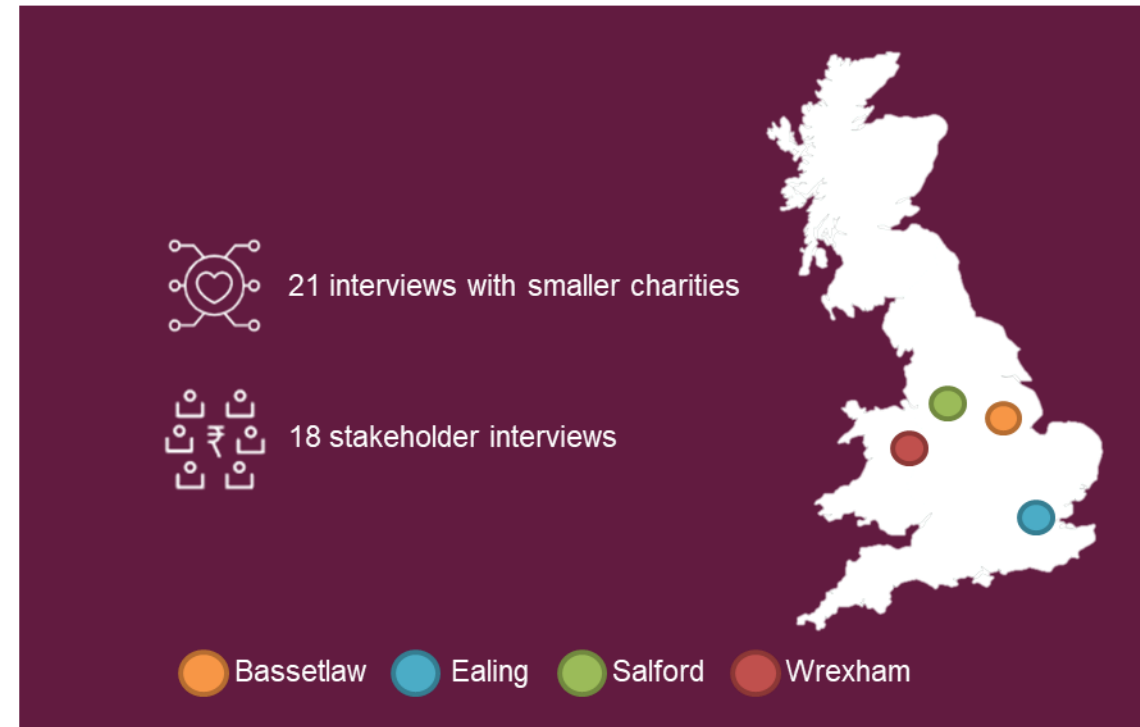 21 interviews with smaller charities
₹
18 stakeholder interviews
Bassetlaw Ealing Salford Wrexham